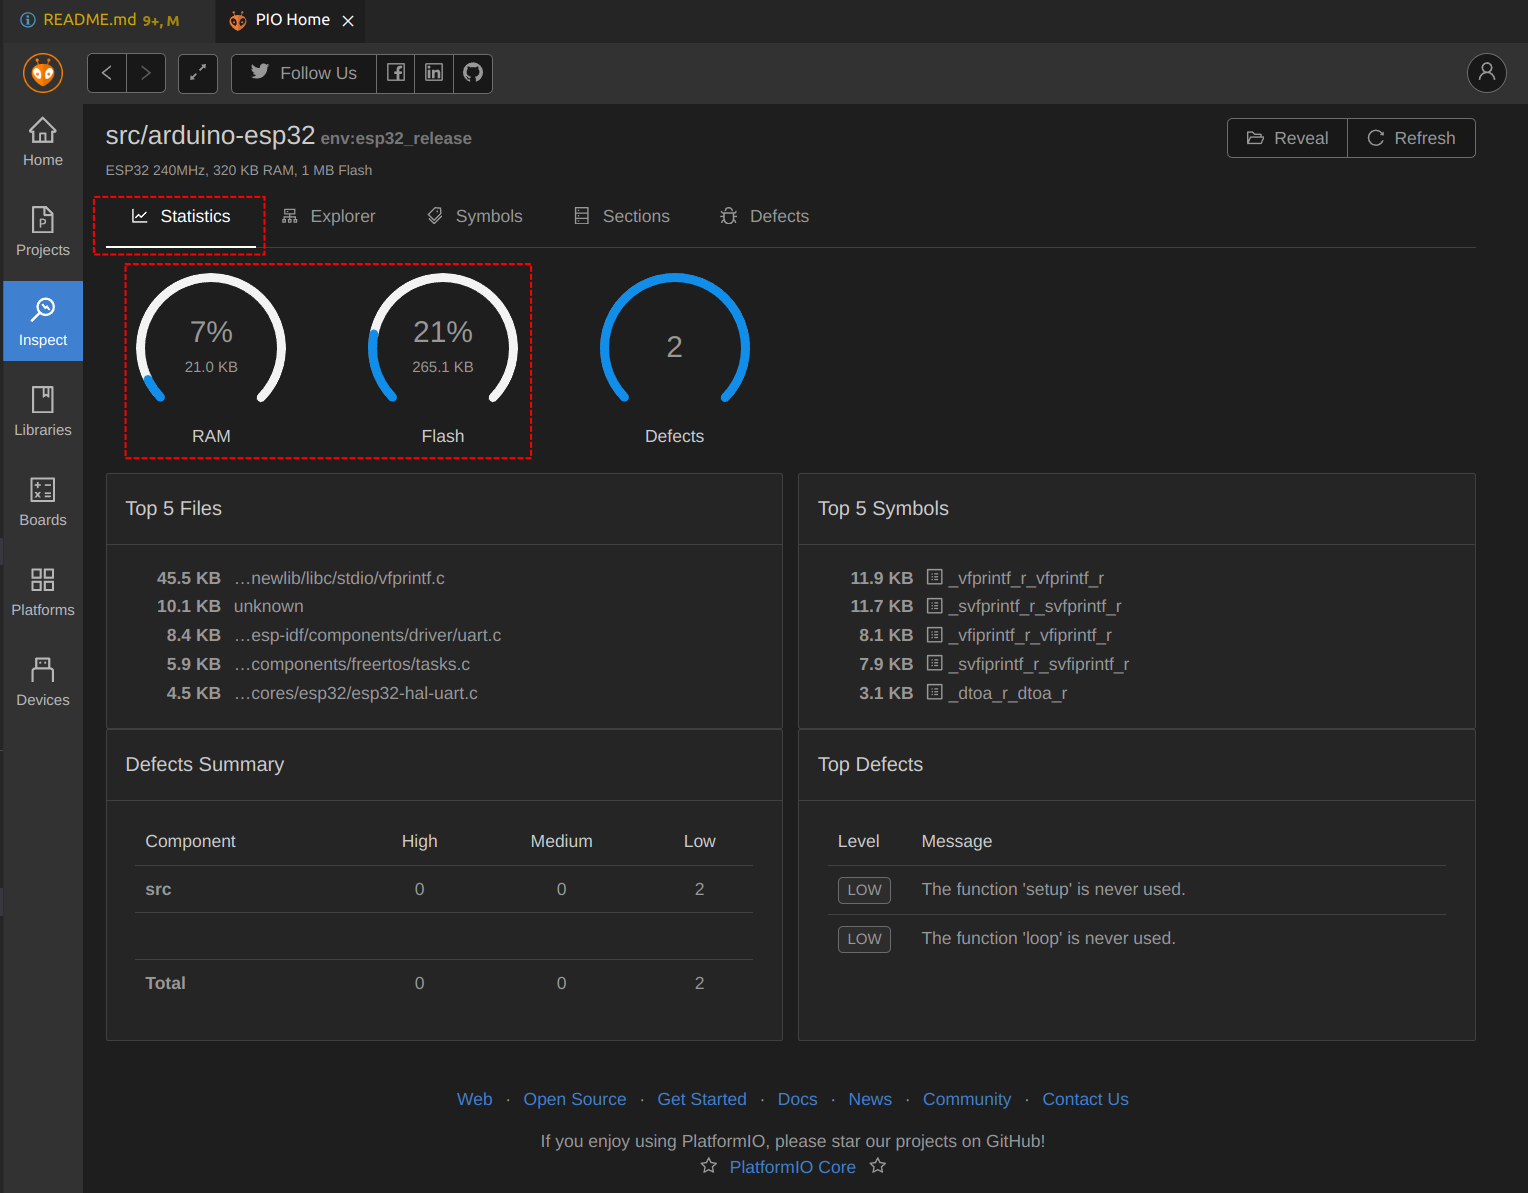 README.md 9+, M
PIO Home
Follow Us
Home
Projects
Inspect
Libraries
Boards
Platforms
Devices
src/arduino-esp32 env:esp32_release
Reveal
Refresh
ESP32 240MHz, 320 KB RAM, 1 MB Flash
Statistics
Explorer
Symbols
Sections
Defects
7%
21.0 KB
RAM
21%
265.1 KB
Flash
2
Defects
Top 5 Files
45.5 KB …newlib/libc/stdio/vfprintf.c
10.1 KB unknown
8.4 KB …esp-idf/components/driver/uart.c
5.9 KB …components/freertos/tasks.c
4.5 KB …cores/esp32/esp32-hal-uart.c
Top 5 Symbols
11.9 KB _vfprintf_r_vfprintf_r
11.7 KB _svfprintf_r_svfprintf_r
8.1 KB _vfiprintf_r_vfiprintf_r
7.9 KB _svfiprintf_r_svfiprintf_r
3.1 KB _dtoa_r_dtoa_r
Defects Summary
Component High Medium Low
src 0 0 2
Total 0 0 2
Top Defects
Level Message
LOW The function 'setup' is never used.
LOW The function 'loop' is never used.
Web · Open Source · Get Started · Docs · News · Community · Contact Us
If you enjoy using PlatformIO, please star our projects on GitHub!
PlatformIO Core